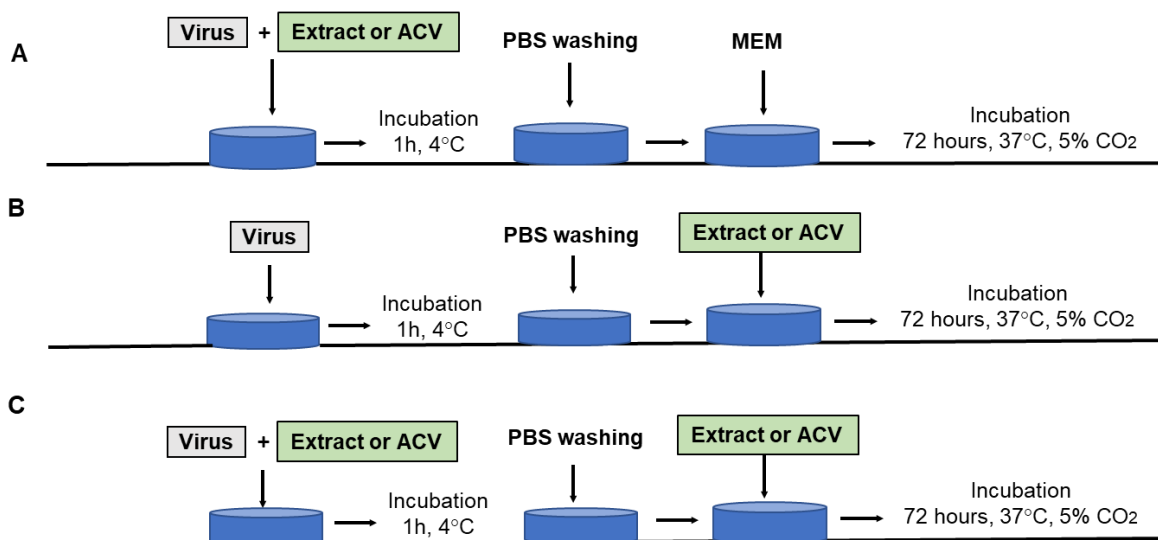 A
Virus + Extract or ACV
PBS washing
MEM
Incubation
1h, 4°C
Incubation
72 hours, 37°C, 5% CO2
B
Virus
PBS washing
Extract or ACV
Incubation
1h, 4°C
Incubation
72 hours, 37°C, 5% CO2
C
Virus + Extract or ACV
PBS washing
Extract or ACV
Incubation
1h, 4°C
Incubation
72 hours, 37°C, 5% CO2